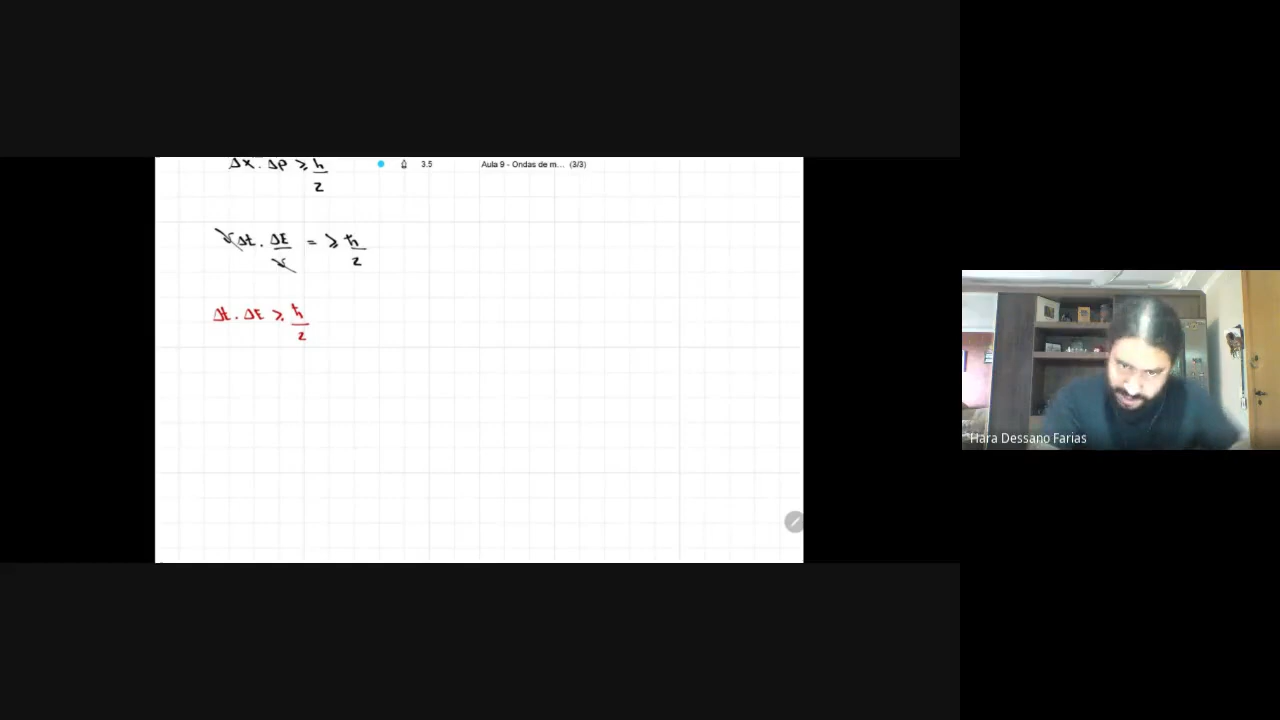 Δx . Δp ≥ ħ/2
3.5 Aula 9 - Ondas de m... (3/3)
vΔt . ΔE/v = ≥ ħ/2
Δt . ΔE ≥ ħ/2
Hara Dessano Farias